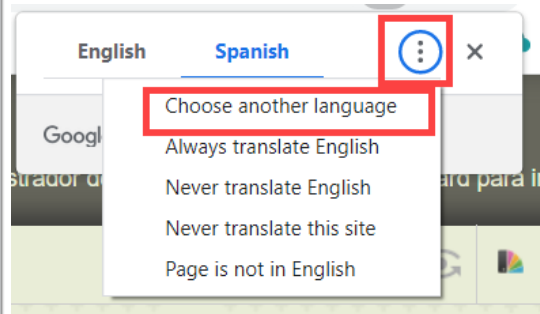 English Spanish
Choose another language
Googl
Always translate English
Never translate English
Never translate this site
Page is not in English